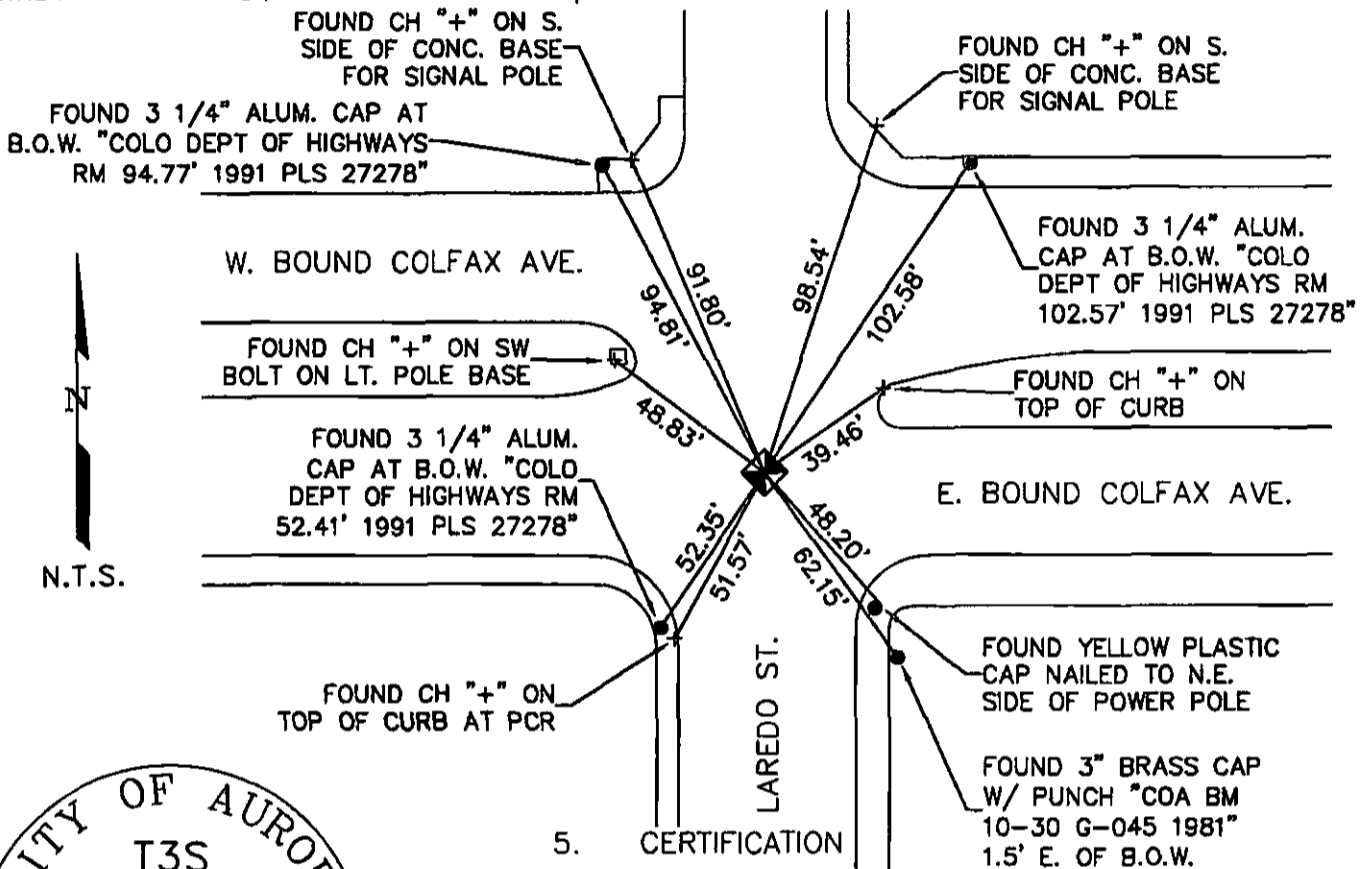 FOUND CH "+" ON S.
SIDE OF CONC. BASE
FOR SIGNAL POLE
FOUND CH "+" ON S.
SIDE OF CONC. BASE
FOR SIGNAL POLE
FOUND 3 1/4" ALUM. CAP AT
B.O.W. "COLO DEPT OF HIGHWAYS
RM 94.77' 1991 PLS 27278"
FOUND 3 1/4" ALUM.
CAP AT B.O.W. "COLO
DEPT OF HIGHWAYS RM
102.57' 1991 PLS 27278"
W. BOUND COLFAX AVE.
91.80'
94.81'
98.54'
102.58'
FOUND CH "+" ON SW
BOLT ON LT. POLE BASE
FOUND CH "+" ON
TOP OF CURB
N
48.83'
39.46'
FOUND 3 1/4" ALUM.
CAP AT B.O.W. "COLO
DEPT OF HIGHWAYS RM
52.41' 1991 PLS 27278"
E. BOUND COLFAX AVE.
52.35'
51.57'
48.20'
62.15'
N.T.S.
FOUND CH "+" ON
TOP OF CURB AT PCR
LAREDO ST.
FOUND YELLOW PLASTIC
CAP NAILED TO N.E.
SIDE OF POWER POLE
FOUND 3" BRASS CAP
W/ PUNCH "COA BM
10-30 G-045 1981"
1.5' E. OF B.O.W.
OF
T3S
5. CERTIFICATION